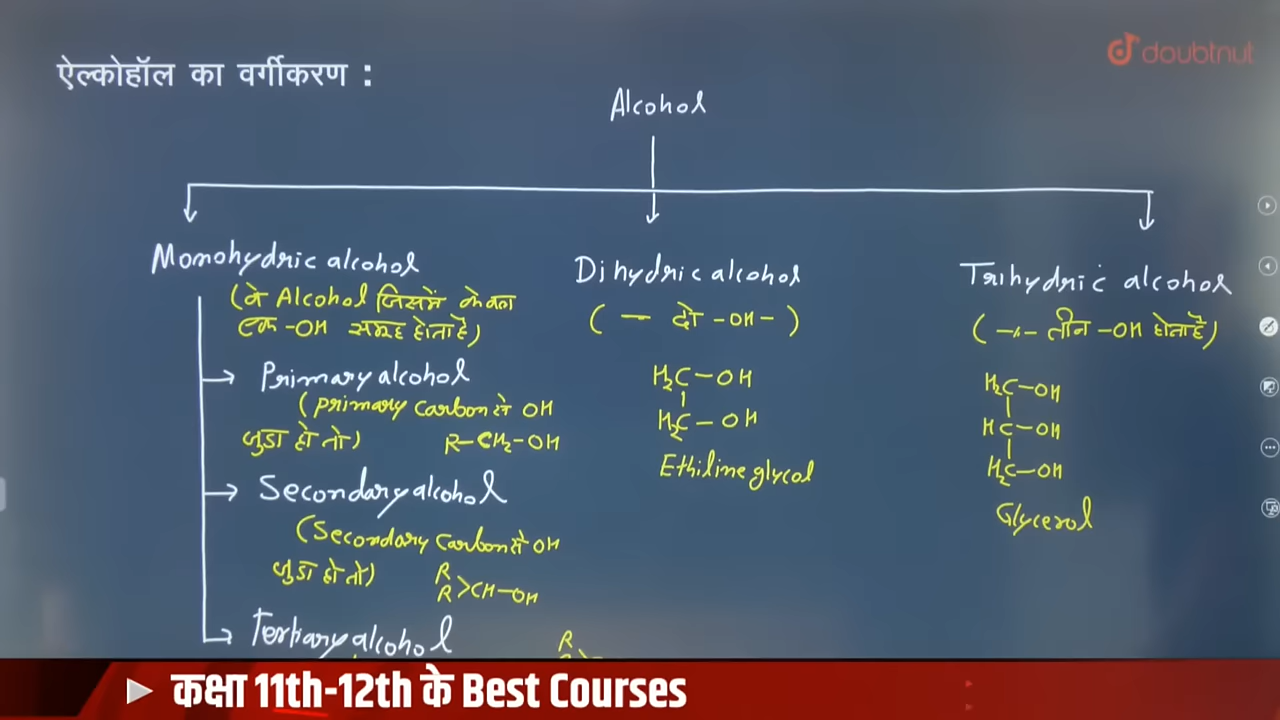 ऐल्कोहॉल का वर्गीकरण :
doubtnut
Alcohol
Monohydric alcohol
(वे Alcohol जिसमें केवल
एक -OH समूह होता है)
Primary alcohol
(primary carbon से OH
जुडा हो तो) R-CH₂-OH
Secondary alcohol
(Secondary Carbon से OH
जुडा हो तो)
R
R>CH-OH
Tertiary alcohol
R
Dihydric alcohol
( — दो -OH - )
H₂C-OH
H₂C-OH
Ethiline glycol
Trihydric alcohol
( -〃- तीन -OH होता है)
H₂C-OH
HC-OH
H₂C-OH
Glycerol
कक्षा 11th-12th के Best Courses